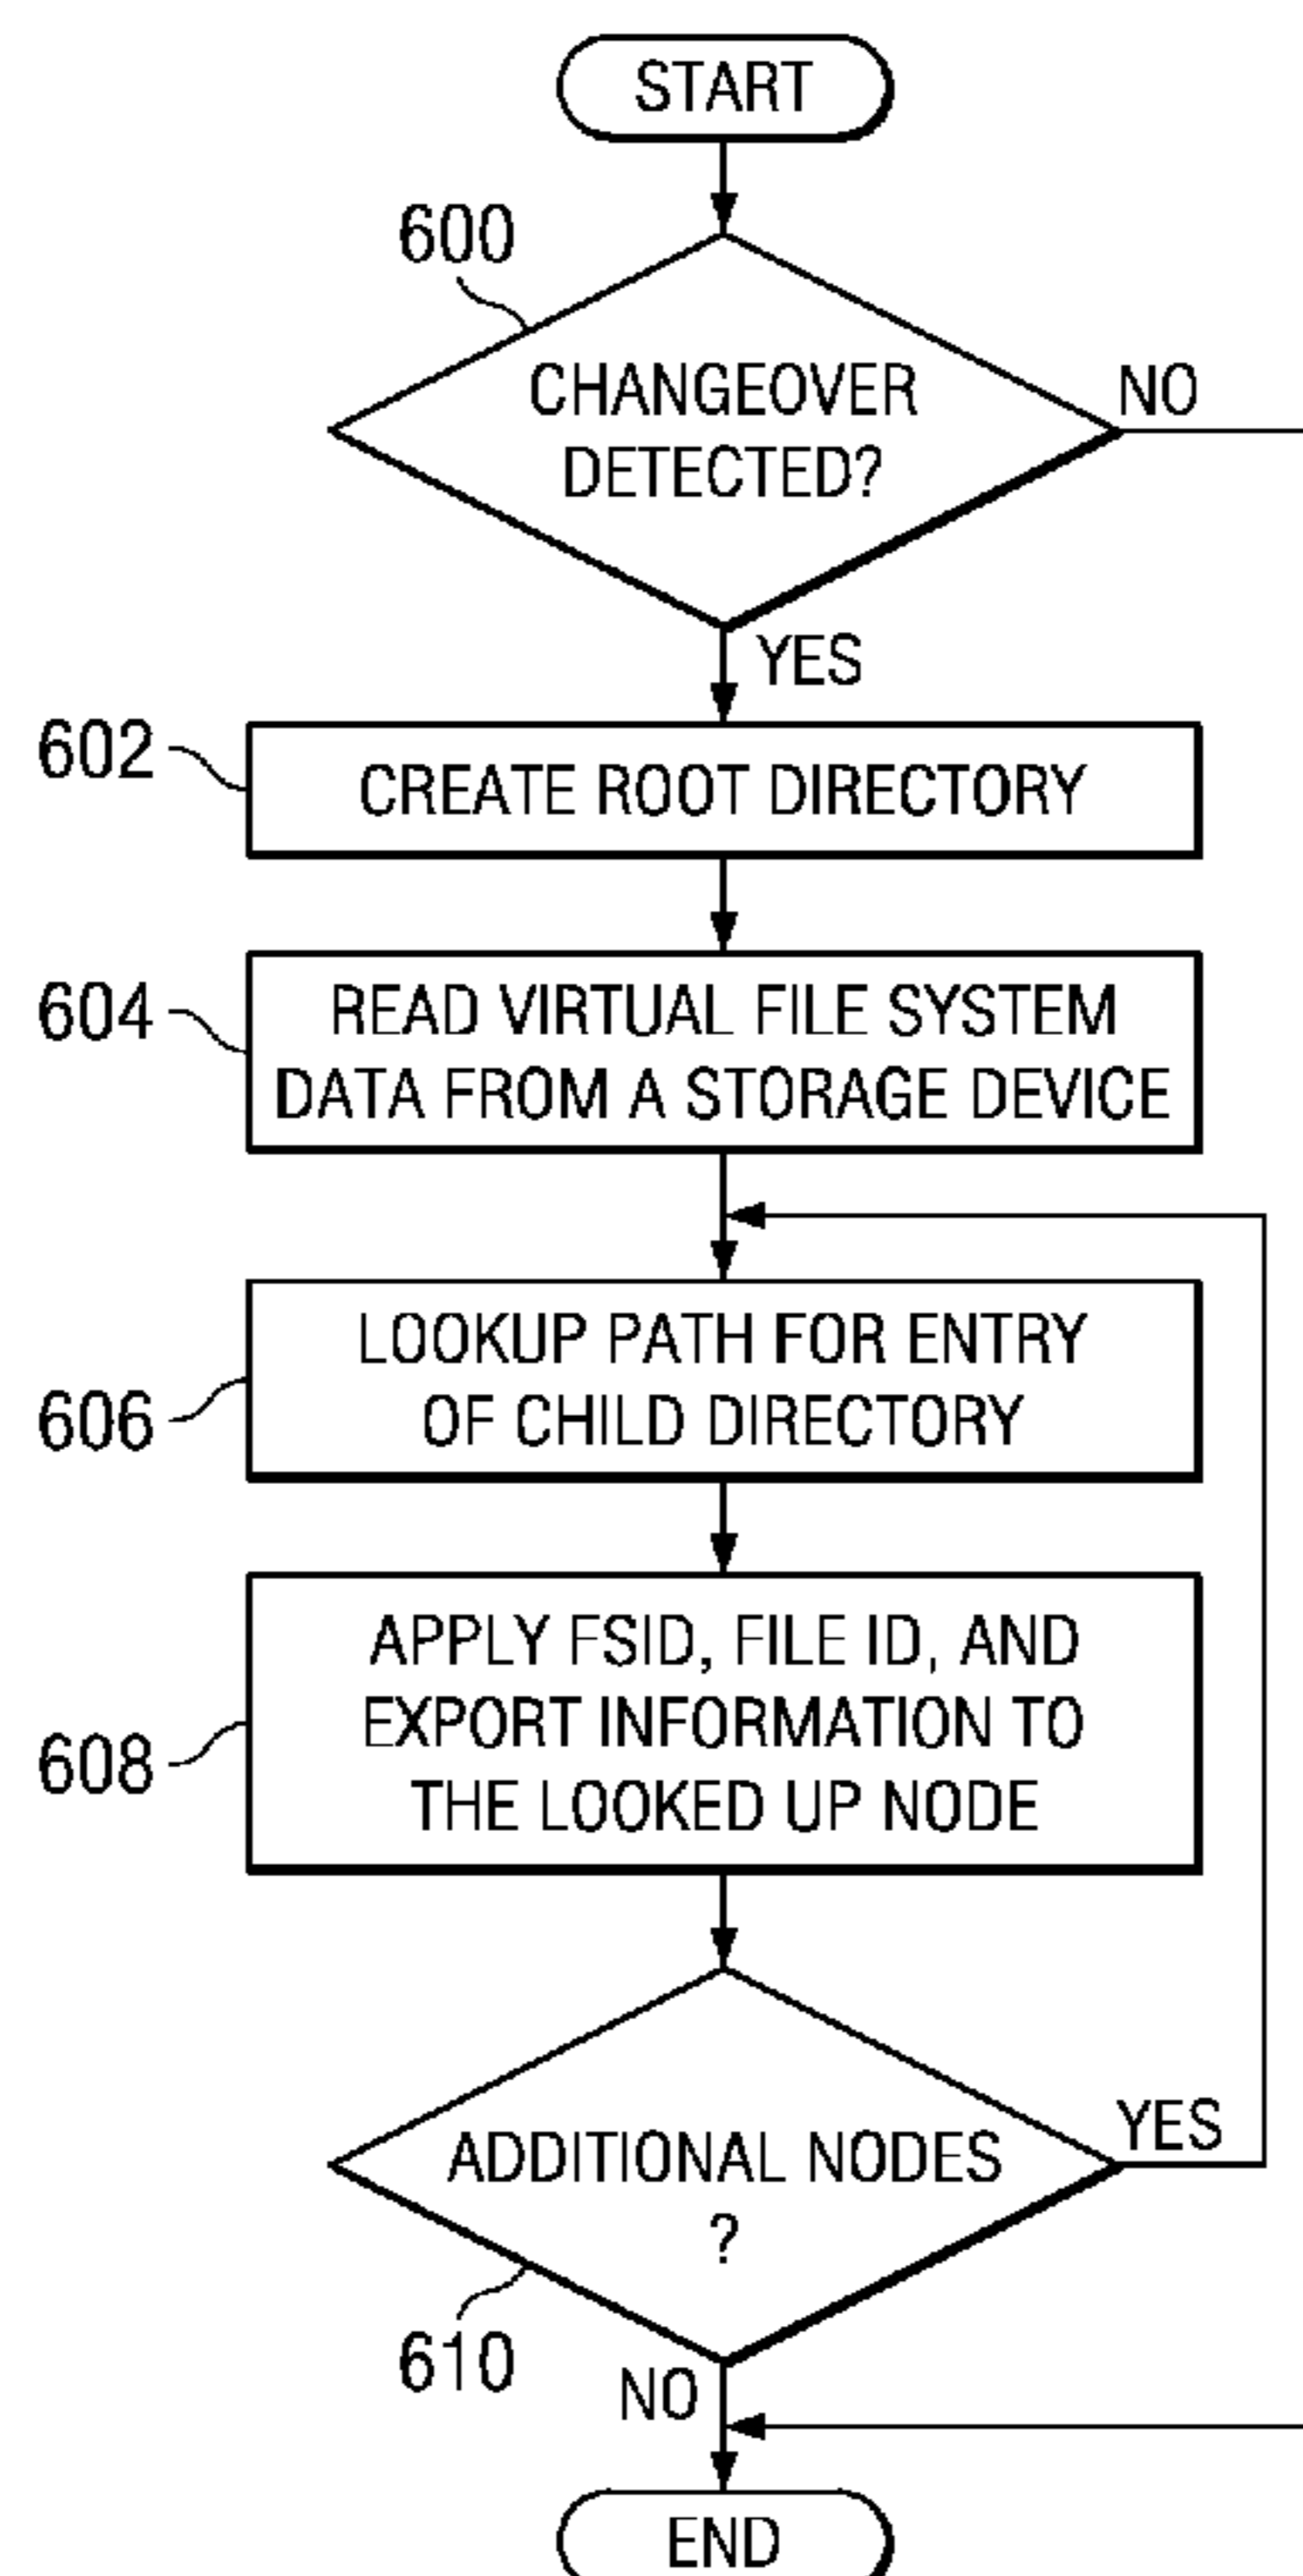 START
600
CHANGEOVER
DETECTED?
NO
YES
602
CREATE ROOT DIRECTORY
604
READ VIRTUAL FILE SYSTEM
DATA FROM A STORAGE DEVICE
606
LOOKUP PATH FOR ENTRY
OF CHILD DIRECTORY
608
APPLY FSID, FILE ID, AND
EXPORT INFORMATION TO
THE LOOKED UP NODE
ADDITIONAL NODES
?
YES
610
NO
END